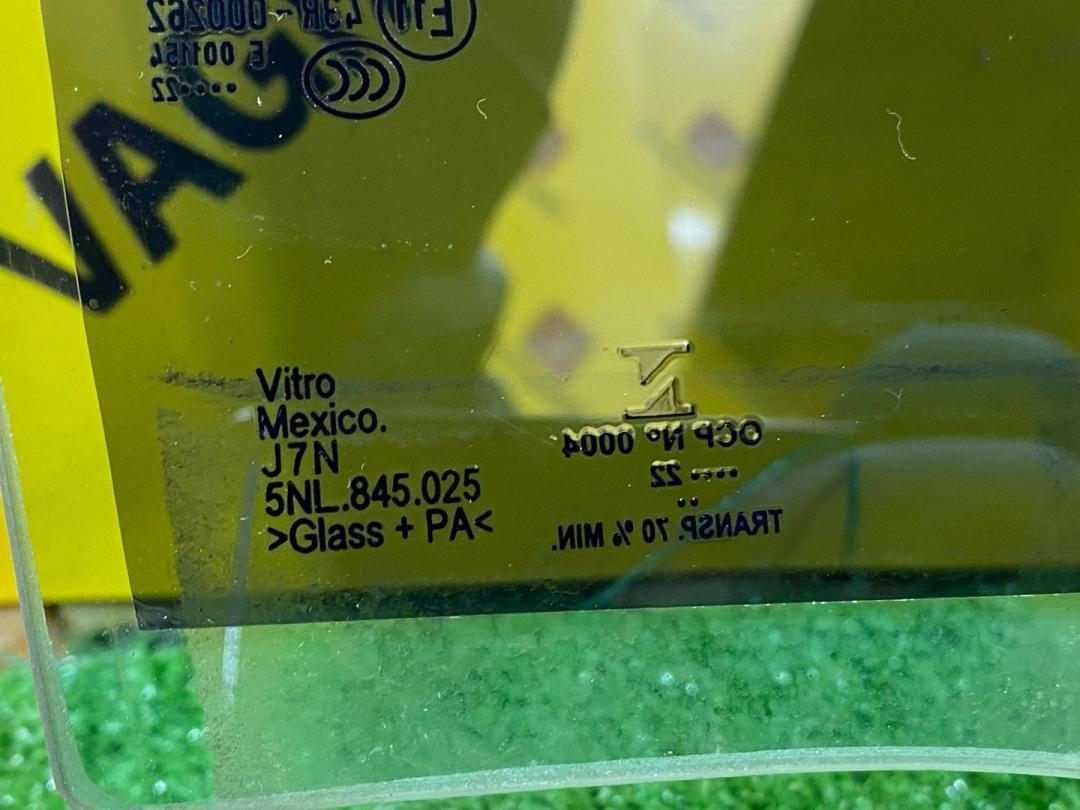 E11 43R-000262
E 001154
••••22
VAG
Vitro
Mexico.
J7N
5NL.845.025
>Glass + PA<
OCP Nº 0004
•••• 22
••
TRANSP. 70 % MIN.